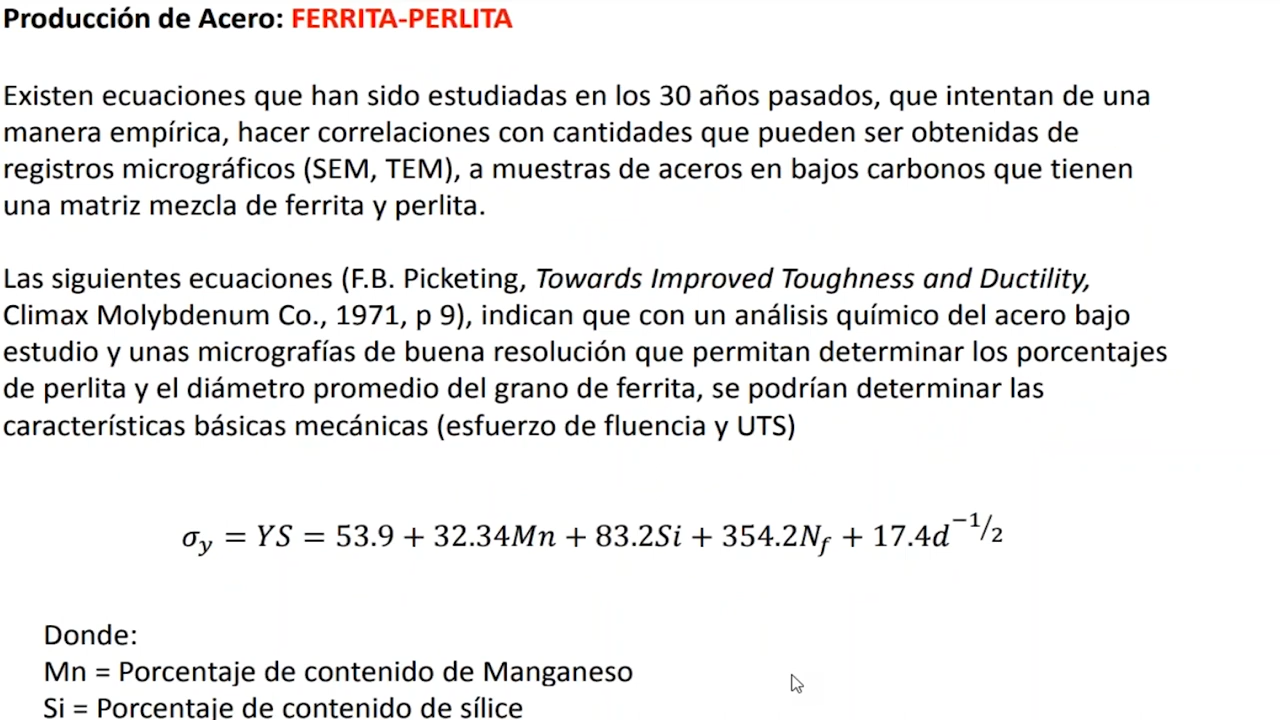 Producción de Acero: FERRITA-PERLITA
Existen ecuaciones que han sido estudiadas en los 30 años pasados, que intentan de una
manera empírica, hacer correlaciones con cantidades que pueden ser obtenidas de
registros micrográficos (SEM, TEM), a muestras de aceros en bajos carbonos que tienen
una matriz mezcla de ferrita y perlita.
Las siguientes ecuaciones (F.B. Picketing, Towards Improved Toughness and Ductility,
Climax Molybdenum Co., 1971, p 9), indican que con un análisis químico del acero bajo
estudio y unas micrografías de buena resolución que permitan determinar los porcentajes
de perlita y el diámetro promedio del grano de ferrita, se podrían determinar las
características básicas mecánicas (esfuerzo de fluencia y UTS)
σ_y = YS = 53.9 + 32.34Mn + 83.2Si + 354.2N_f + 17.4d^(−1/2)
Donde:
Mn = Porcentaje de contenido de Manganeso
Si = Porcentaje de contenido de sílice